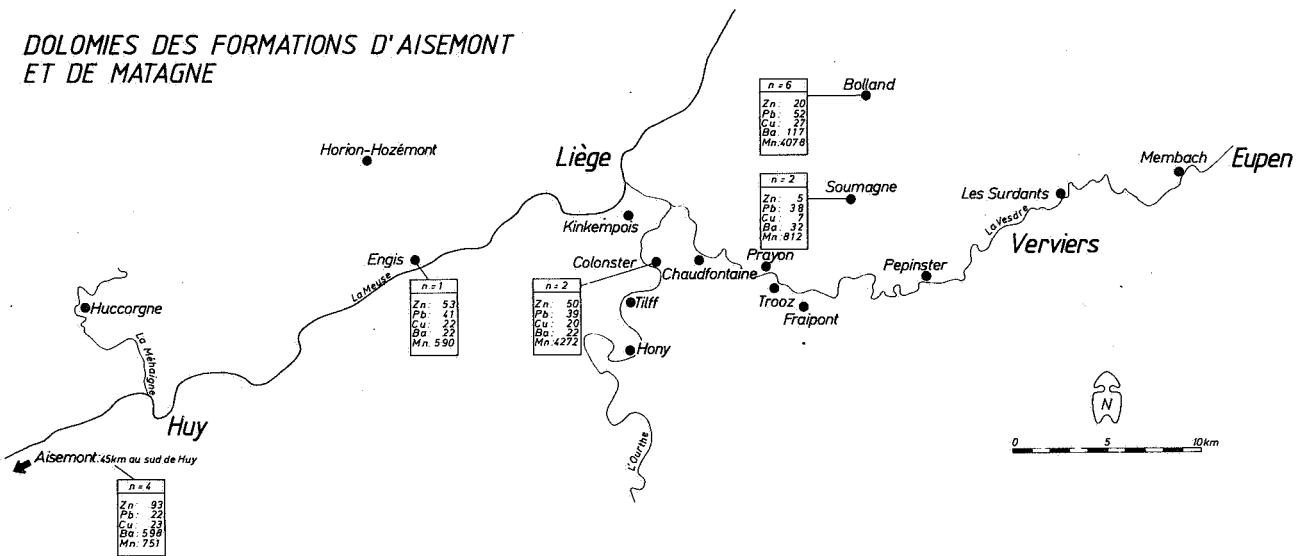 DOLOMIES DES FORMATIONS D'AISEMONT
ET DE MATAGNE
n=6
Zn: 20
Pb: 52
Cu: 27
Ba: 117
Mn:4078
Bolland
Horion-Hozémont
Liège
Membach
Eupen
n=2
Zn: 5
Pb: 38
Cu: 7
Ba: 32
Mn:812
Soumagne
Les Surdants
La Vesdre
Verviers
Kinkempois
Engis
Colonster
Chaudfontaine
Prayon
Pepinster
La Meuse
n=1
Zn: 53
Pb: 41
Cu: 22
Ba: 22
Mn: 590
n=2
Zn: 50
Pb: 39
Cu: 20
Ba: 22
Mn:4272
Tilff
Trooz
Fraipont
Huccorgne
La Méhaigne
Hony
Huy
L'Ourthe
N
0 5 10km
Aisemont:45km au sud de Huy
n=4
Zn: 93
Pb: 22
Cu: 23
Ba: 598
Mn: 751